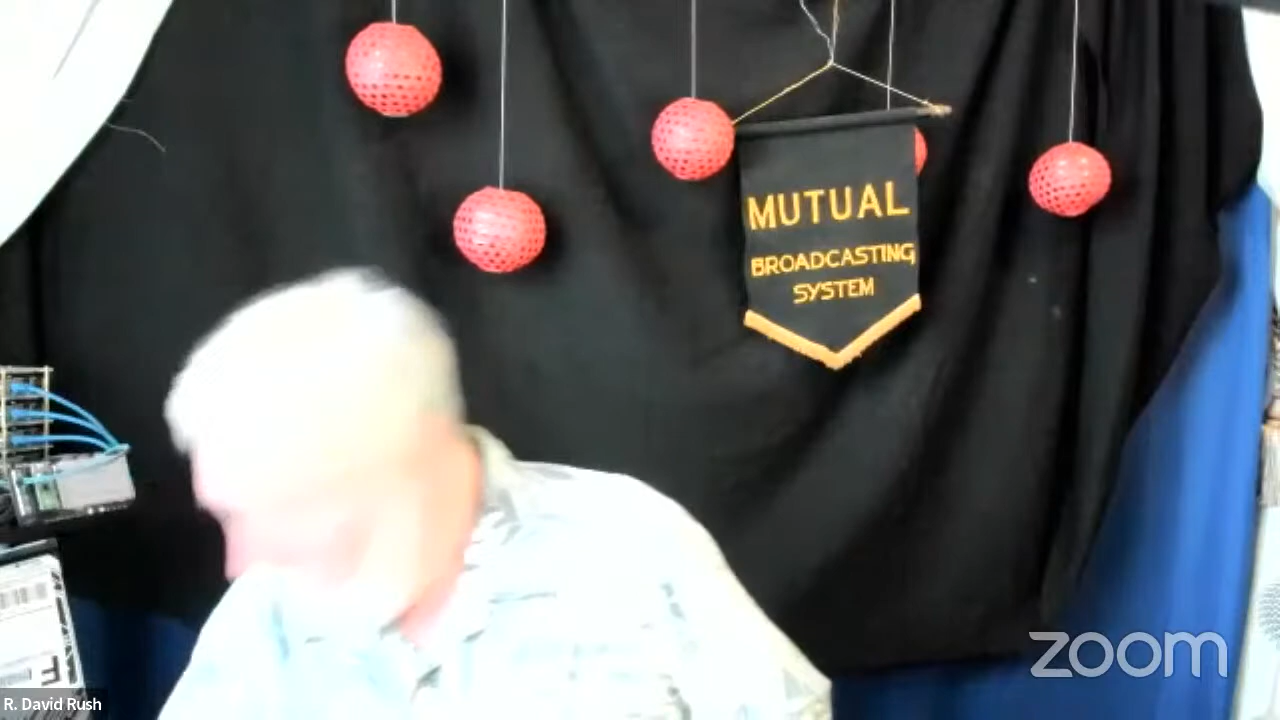 MUTUAL
BROADCASTING
SYSTEM
zoom
R. David Rush